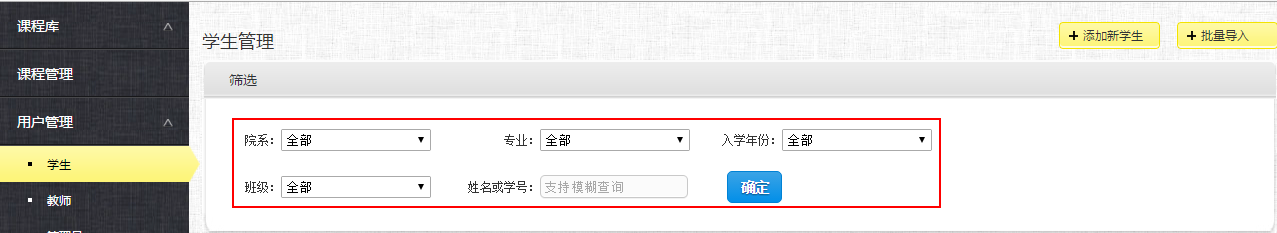 课程库
课程管理
用户管理
学生
教师
学生管理
+ 添加新学生
+ 批量导入
筛选
院系： 全部 专业： 全部 入学年份： 全部
班级： 全部 姓名或学号： 支持模糊查询 确定